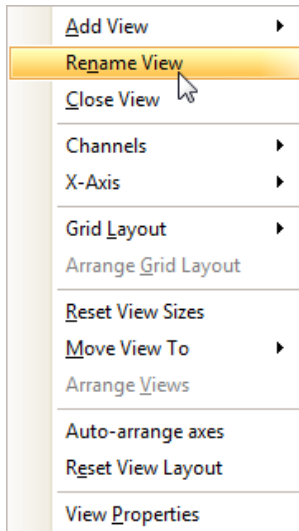 Add View
Rename View
Close View
Channels
X-Axis
Grid Layout
Arrange Grid Layout
Reset View Sizes
Move View To
Arrange Views
Auto-arrange axes
Reset View Layout
View Properties